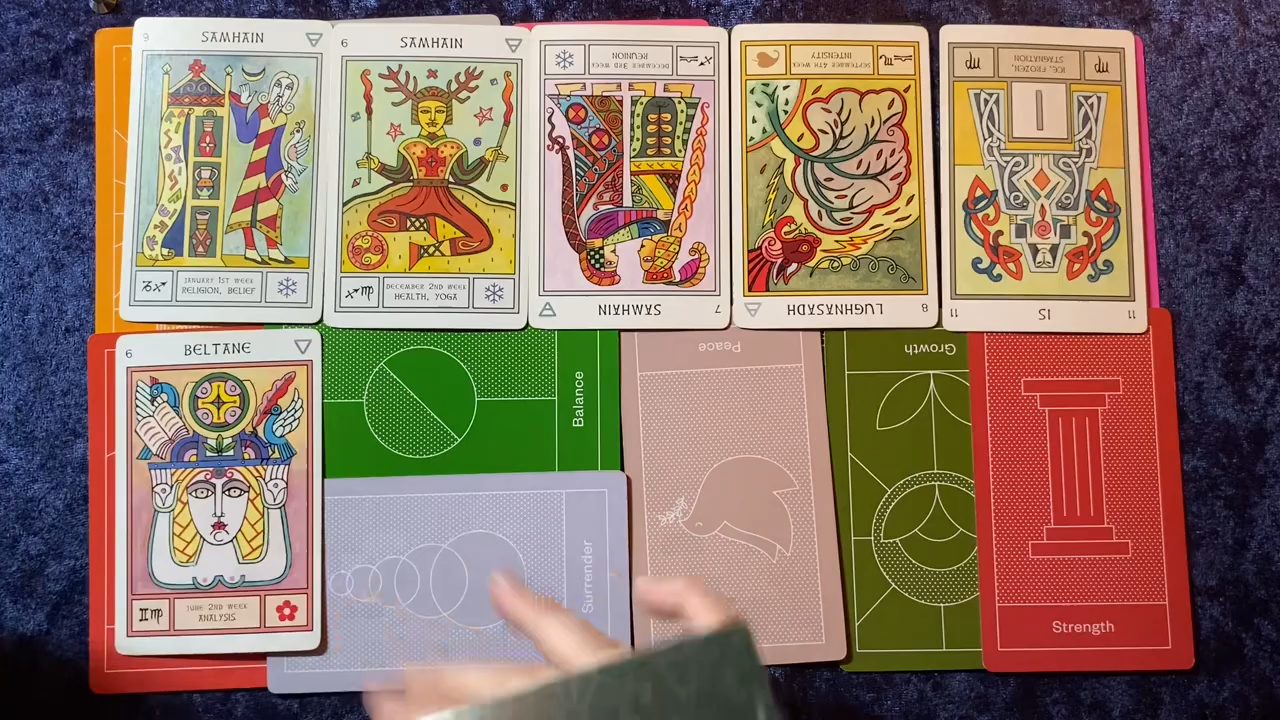 9 SAMHAIN
JANUARY 1ST WEEK
RELIGION, BELIEF
6 SAMHAIN
DECEMBER 2ND WEEK
HEALTH, YOGA
DECEMBER 3RD WEEK
REUNION
7 SAMHAIN
SEPTEMBER 4TH WEEK
INTENSITY
8 LUGHNASADH
ICE, FROZEN,
STAGNATION
I
11 IS 11
6 BELTANE
JUNE 2ND WEEK
ANALYSIS
Balance
Surrender
Peace
Growth
Strength